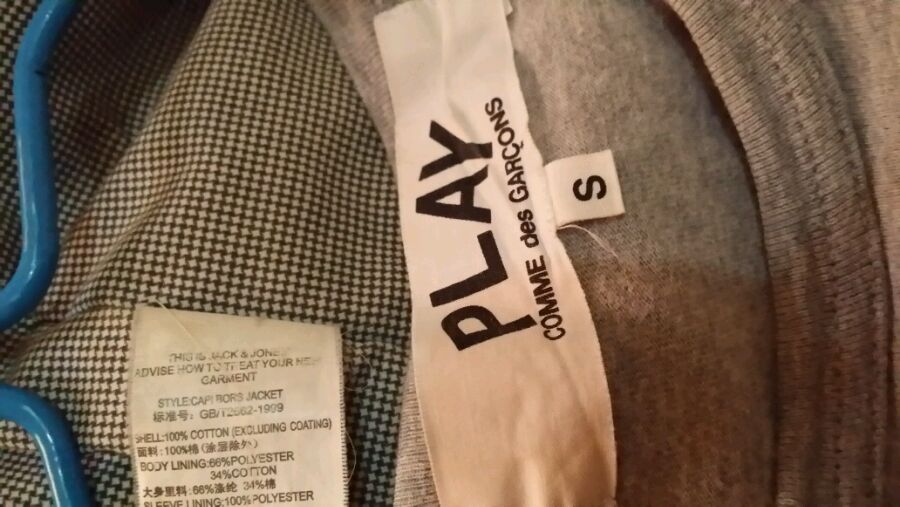 PLAY
COMME des GARÇONS
S
THIS IS JACK & JONES
ADVISE HOW TO TREAT YOUR NEW
GARMENT
STYLE:CAPI BORS JACKET
标准号: GB/T2662-1999
SHELL:100% COTTON (EXCLUDING COATING)
面料: 100%棉 (涂层除外)
BODY LINING:66%POLYESTER
34%COTTON
大身里料: 66%涤纶 34%棉
SLEEVE LINING:100%POLYESTER